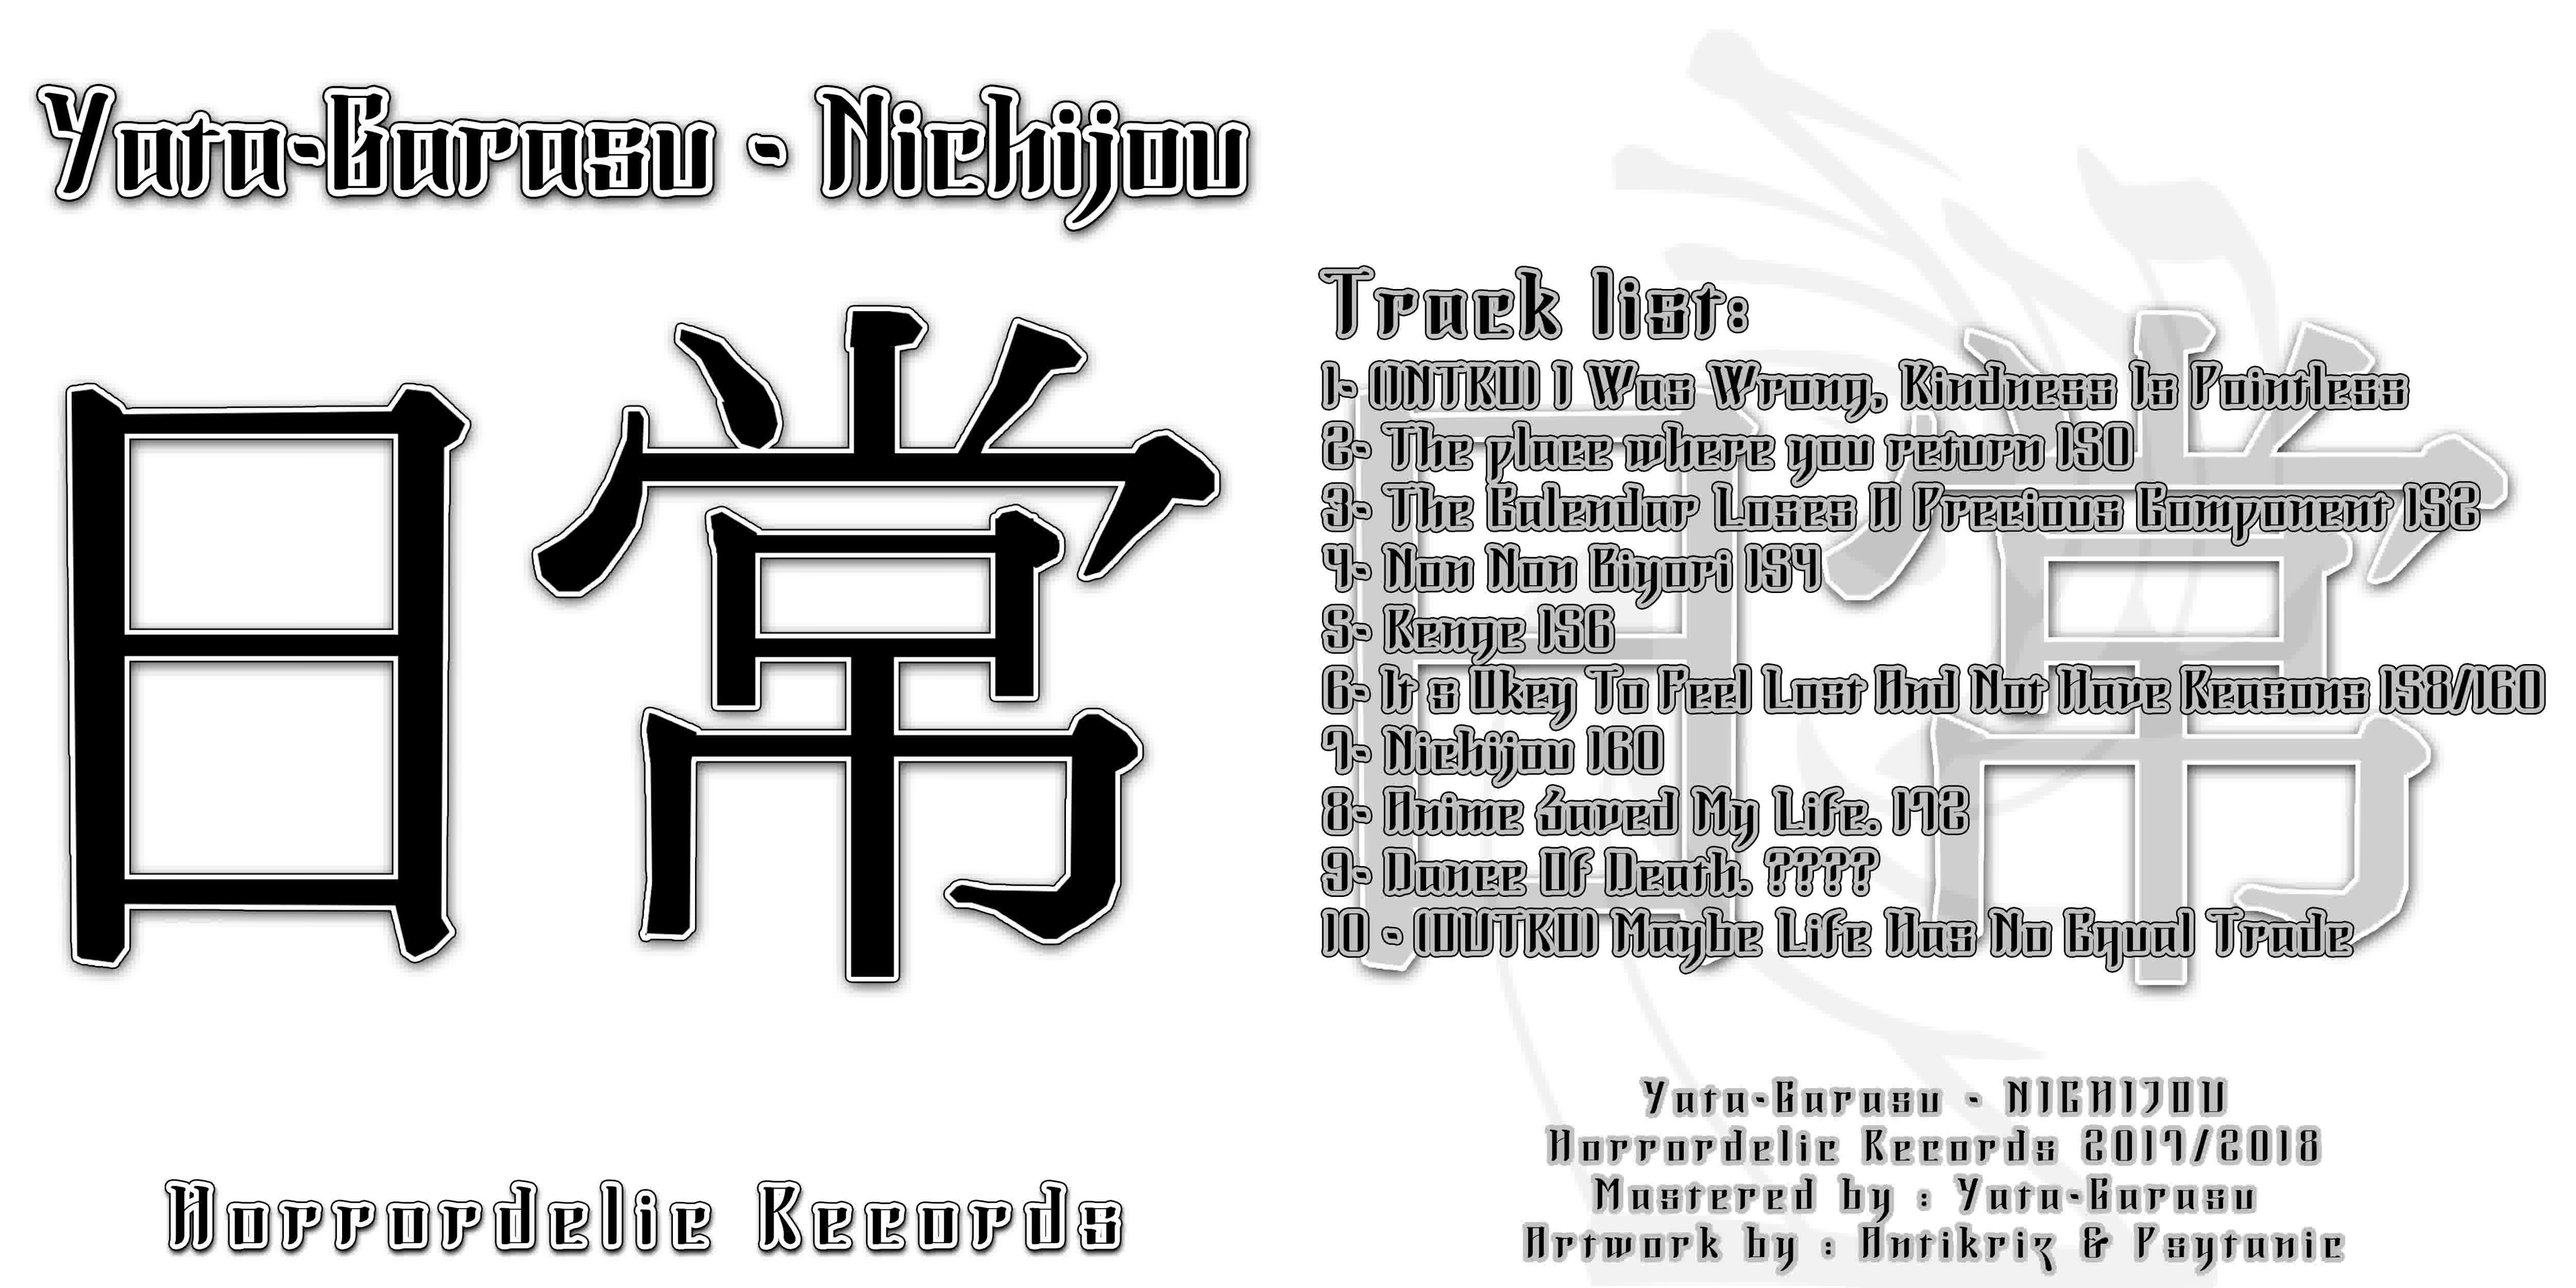 Yata-Garasu - Nichijou
日常
Horrordelic Records
Track list:
1- (INTRO) I Was Wrong, Kindness Is Pointless
2- The place where you return 150
3- The Calendar Loses A Precious Component 152
4- Non Non Biyori 154
5- Renge 156
6- It s Okey To Feel Lost And Not Have Reasons 158/160
7- Nichijou 160
8- Anime Saved My Life. 172
9- Dance Of Death. ????
10 - (OUTRO) Maybe Life Has No Equal Trade
Yata-Garasu - NICHIJOU
Horrordelic Records 2017/2018
Mastered by : Yata-Garasu
Artwork by : Antikriz & Psytanic